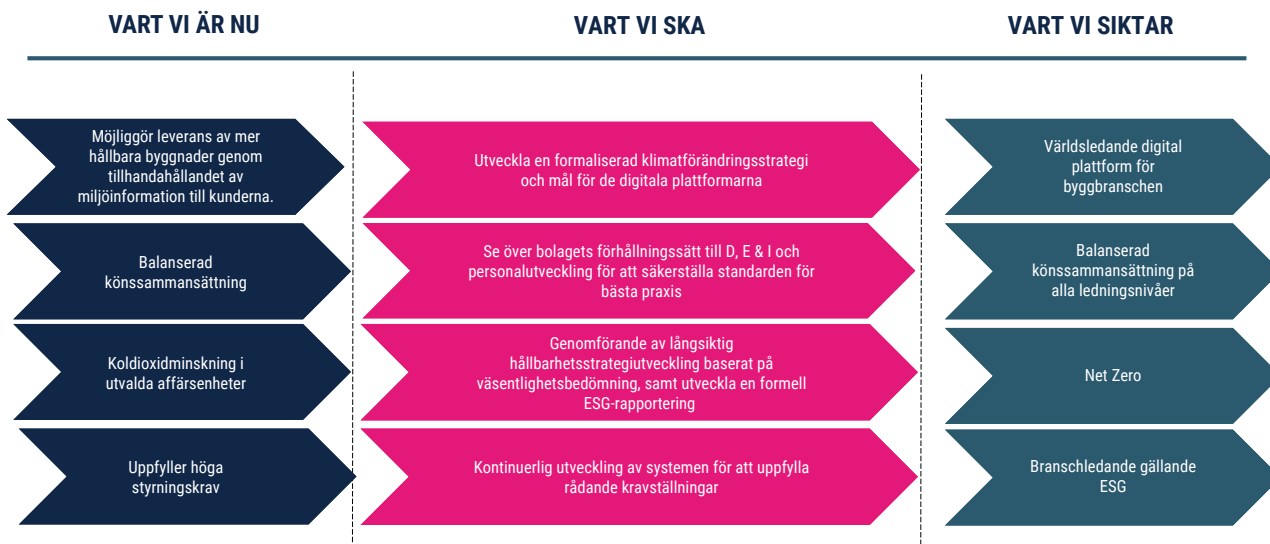 VART VI ÄR NU
VART VI SKA
VART VI SIKTAR
Möjliggör leverans av mer
hållbara byggnader genom
tillhandahållandet av
miljöinformation till kunderna.
Utveckla en formaliserad klimatförändringsstrategi
och mål för de digitala plattformarna
Världsledande digital
plattform för
byggbranschen
Balanserad
könssammansättning
Se över bolagets förhållningssätt till D, E & I och
personalutveckling för att säkerställa standarden för
bästa praxis
Balanserad
könssammansättning på
alla ledningsnivåer
Koldioxidminskning i
utvalda affärsenheter
Genomförande av långsiktig
hållbarhetsstrategiutveckling baserat på
väsentlighetsbedömning, samt utveckla en formell
ESG-rapportering
Net Zero
Uppfyller höga
styrningskrav
Kontinuerlig utveckling av systemen för att uppfylla
rådande kravställningar
Branschledande gällande
ESG